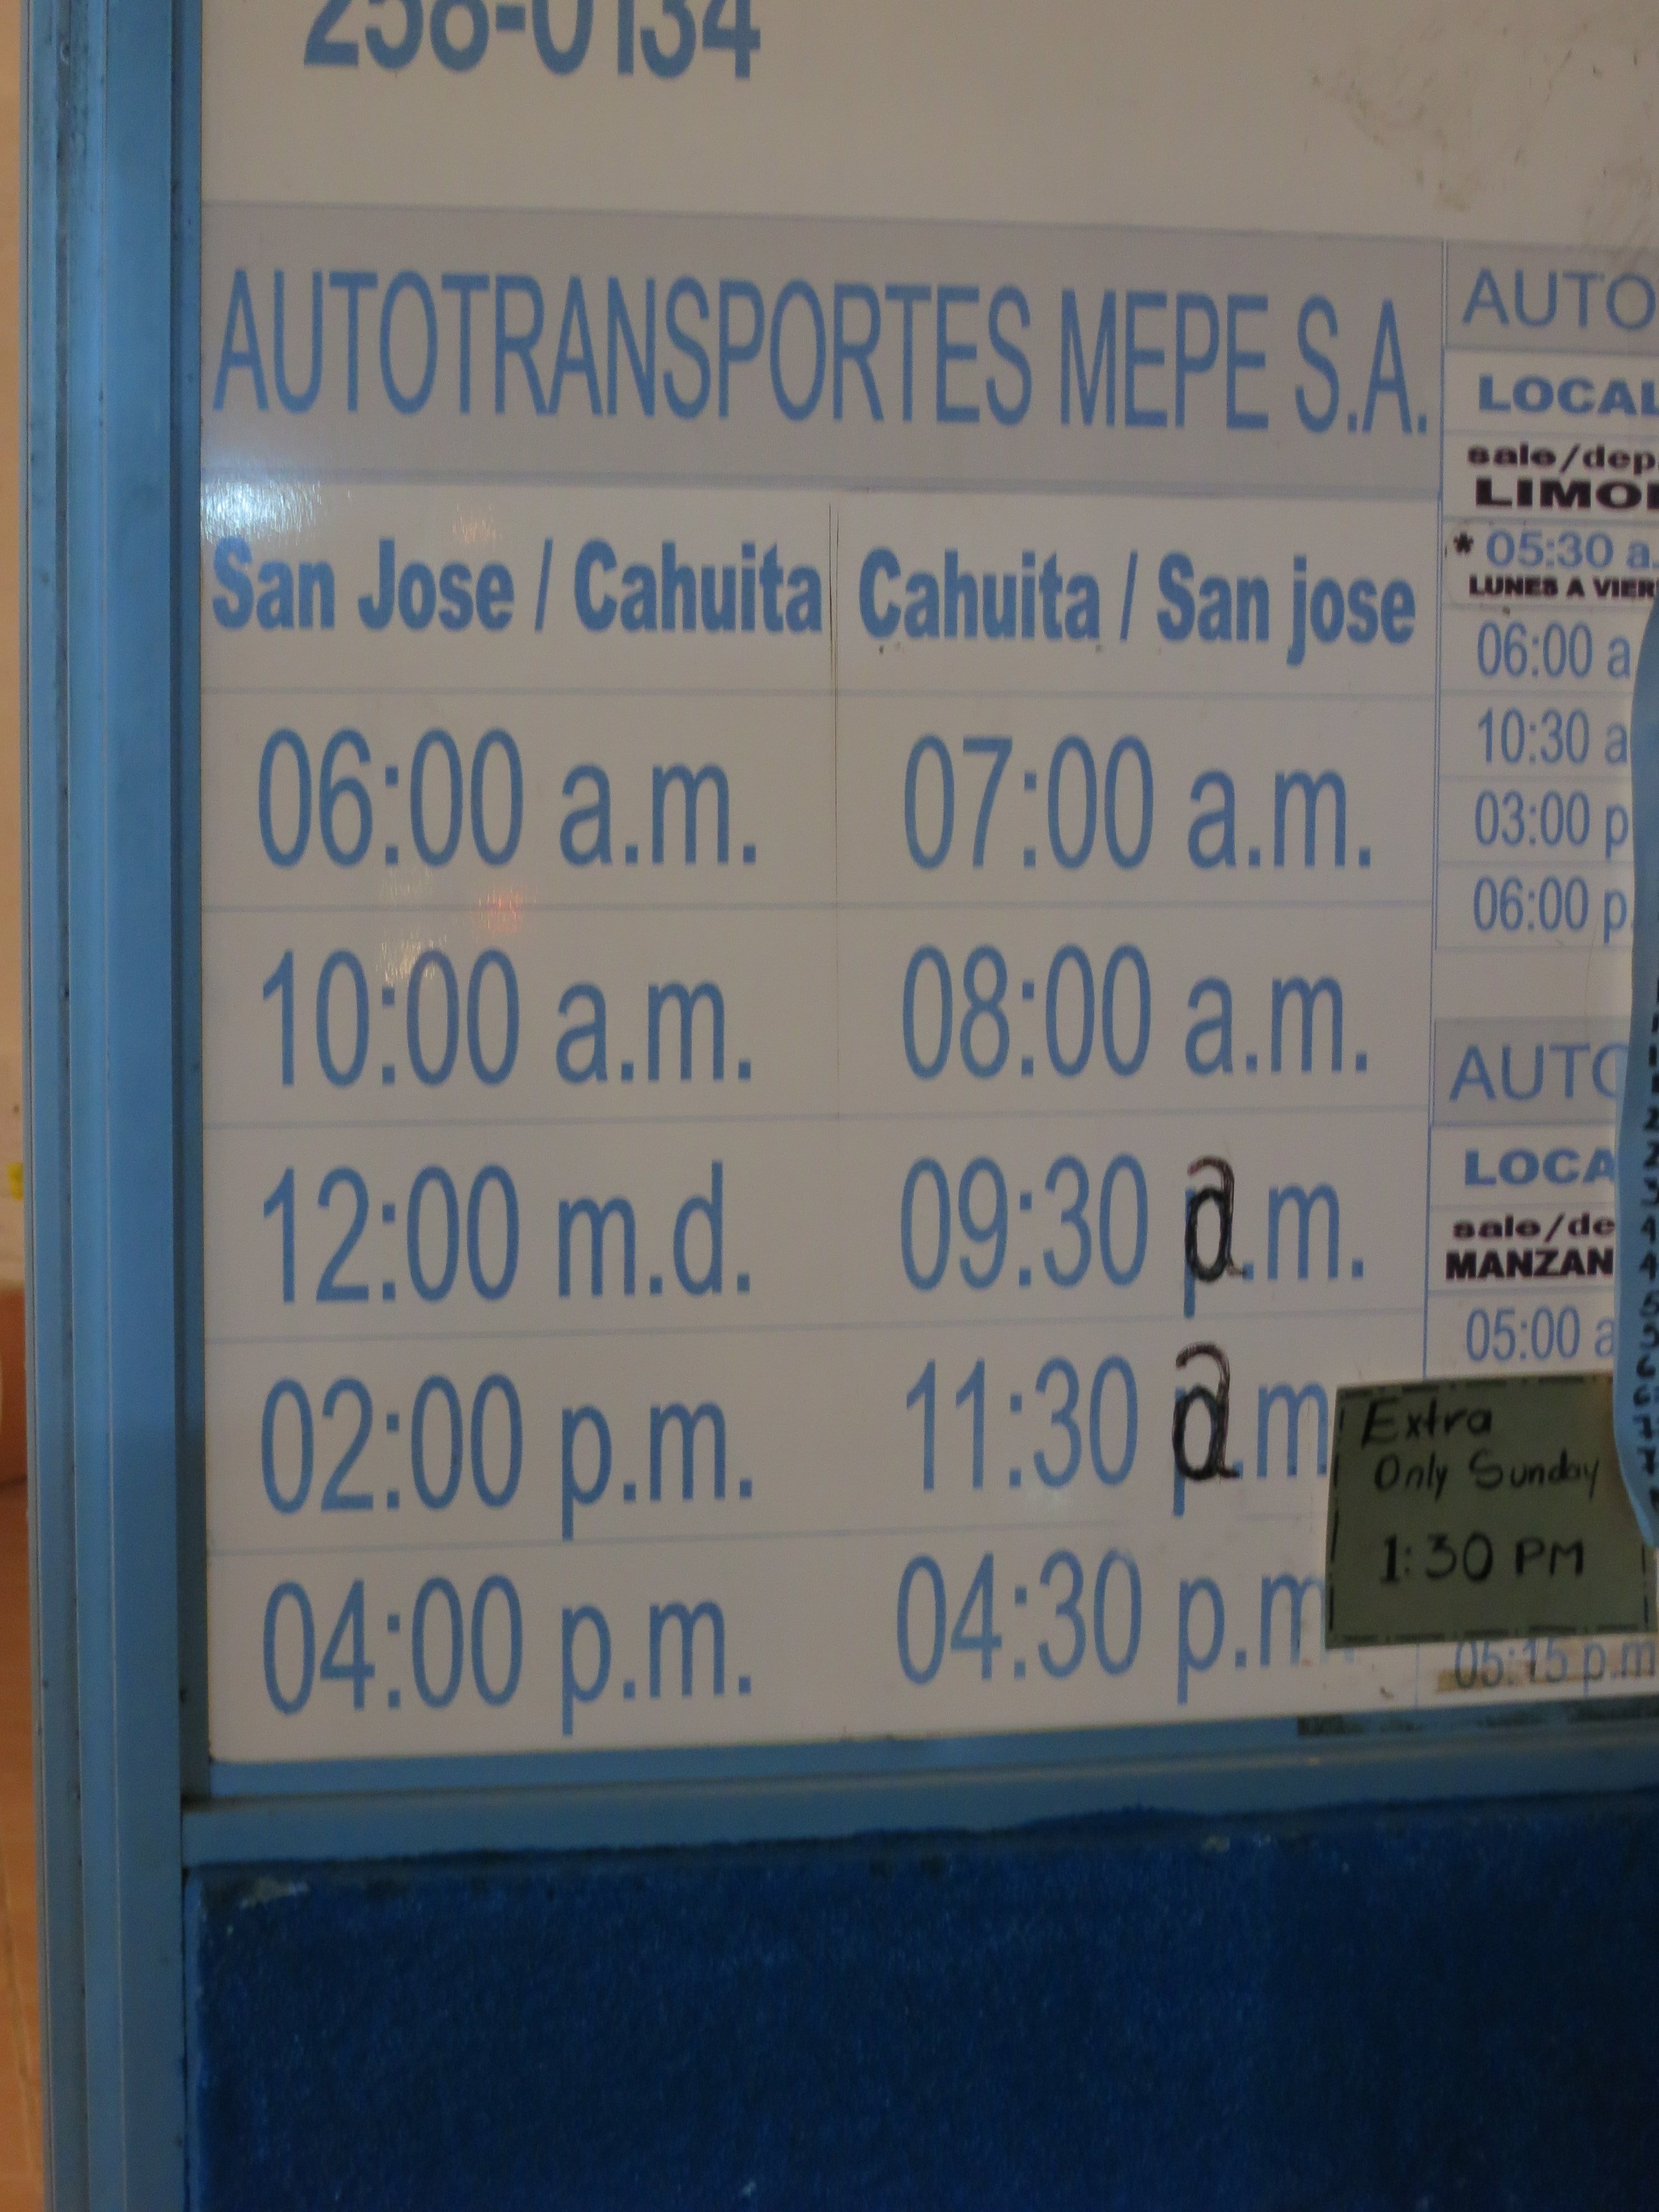 258-0134
AUTOTRANSPORTES MEPE S.A.
San Jose / Cahuita
06:00 a.m.
10:00 a.m.
12:00 m.d.
02:00 p.m.
04:00 p.m.
Cahuita / San jose
07:00 a.m.
08:00 a.m.
09:30 a.m.
11:30 a.m
04:30 p.m.
Extra
Only Sunday
1:30 PM
AUTO
LOCAL
sale/dep
LIMO
* 05:30 a.
LUNES A VIER
06:00 a
10:30 a
03:00 p
06:00 p
AUTO
LOCA
sale/de
MANZAN
05:00 a
05:15 p.m